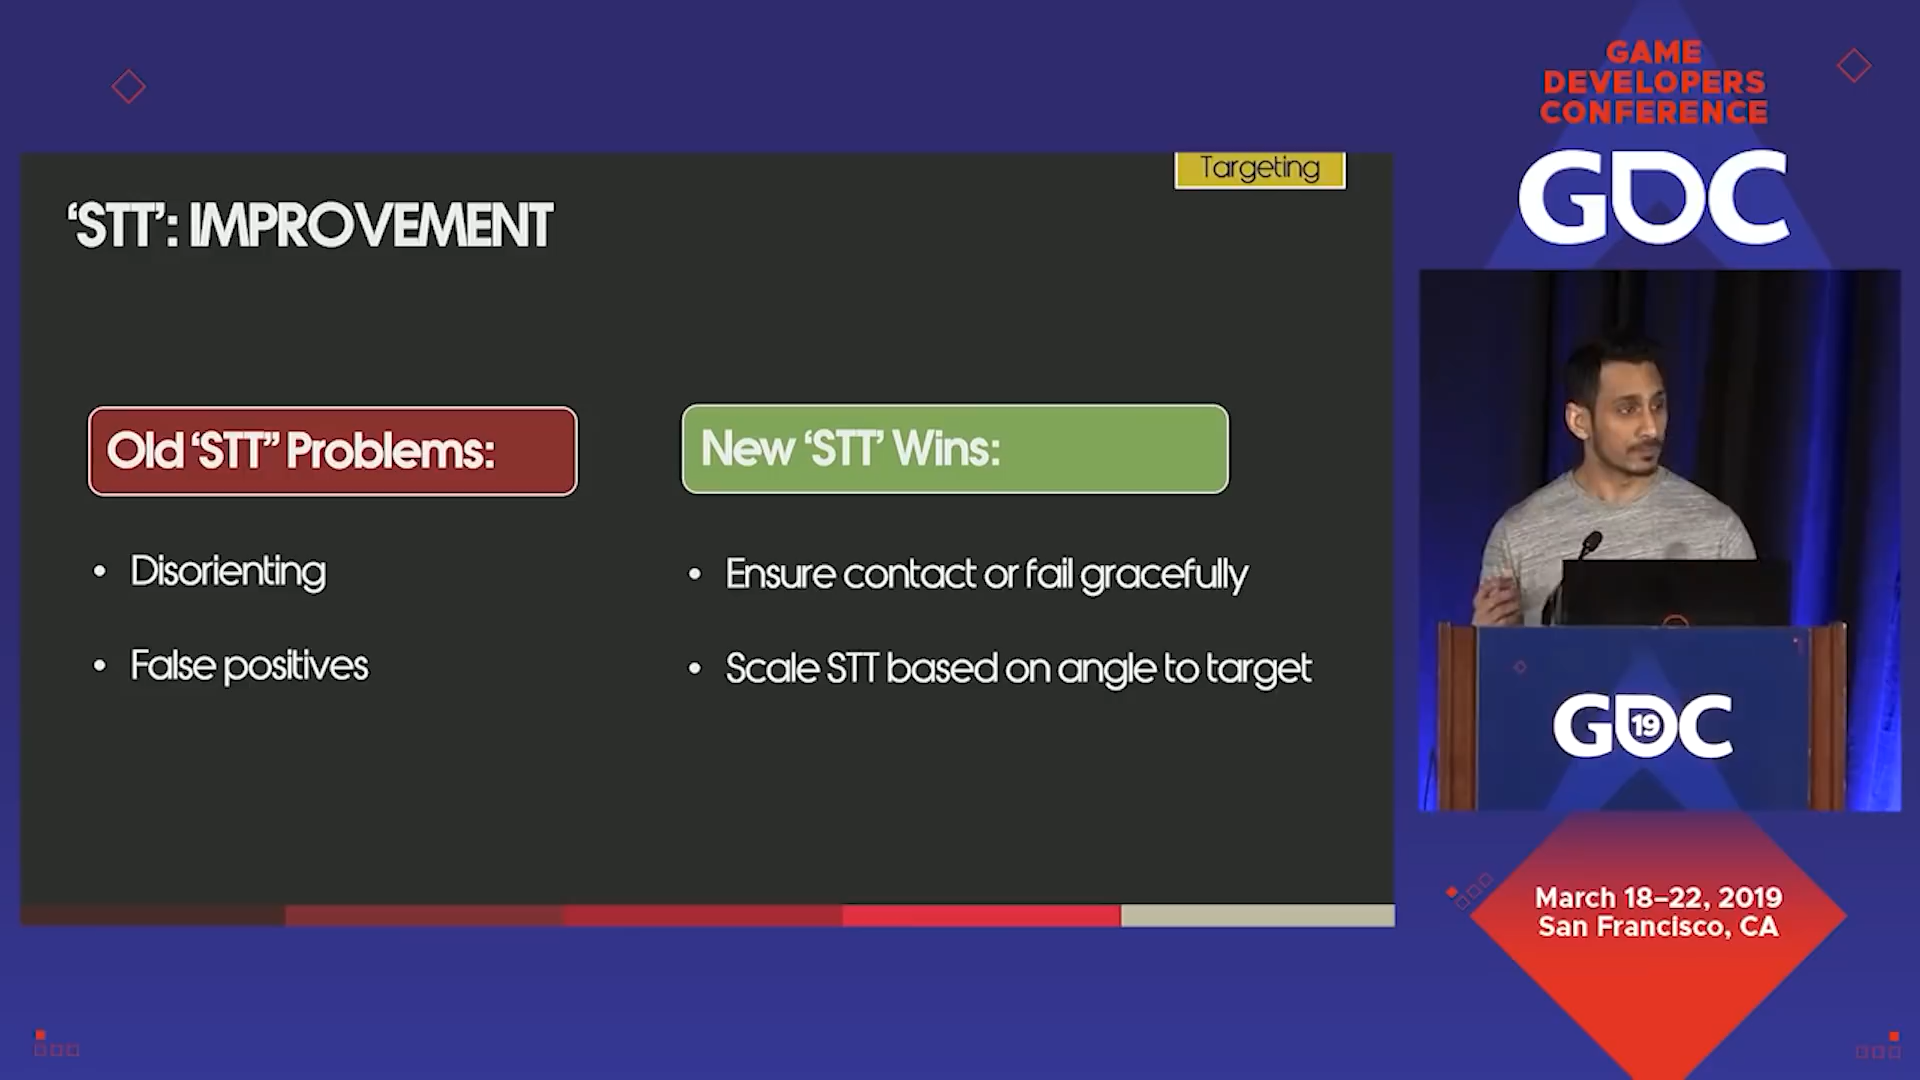 Targeting
‘STT’: IMPROVEMENT
Old ‘STT” Problems:
• Disorienting
• False positives
New ‘STT’ Wins:
• Ensure contact or fail gracefully
• Scale STT based on angle to target
GAME
DEVELOPERS
CONFERENCE
GDC
GDC
19
March 18–22, 2019
San Francisco, CA